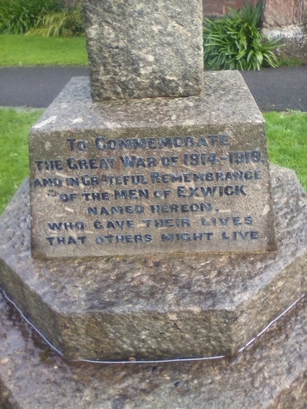 TO COMMEMORATE
THE GREAT WAR OF 1914-1919.
AND IN GRATEFUL REMEMBRANCE
OF THE MEN OF EXWICK
NAMED HEREON,
WHO GAVE THEIR LIVES
THAT OTHERS MIGHT LIVE.